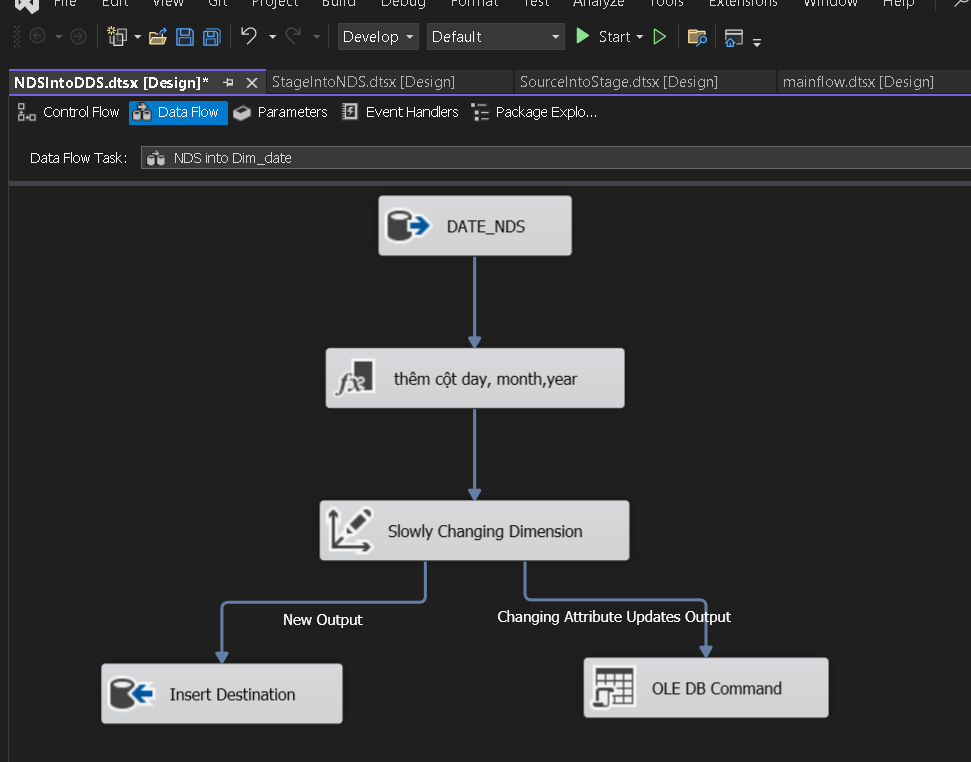 File Edit View Git Project Build Debug Format Test Analyze Tools Extensions Window Help
Develop Default Start
NDSIntoDDS.dtsx [Design]* StageIntoNDS.dtsx [Design] SourceIntoStage.dtsx [Design] mainflow.dtsx [Design]
Control Flow Data Flow Parameters Event Handlers Package Explo...
Data Flow Task: NDS into Dim_date
DATE_NDS
thêm cột day, month,year
Slowly Changing Dimension
New Output Changing Attribute Updates Output
Insert Destination OLE DB Command